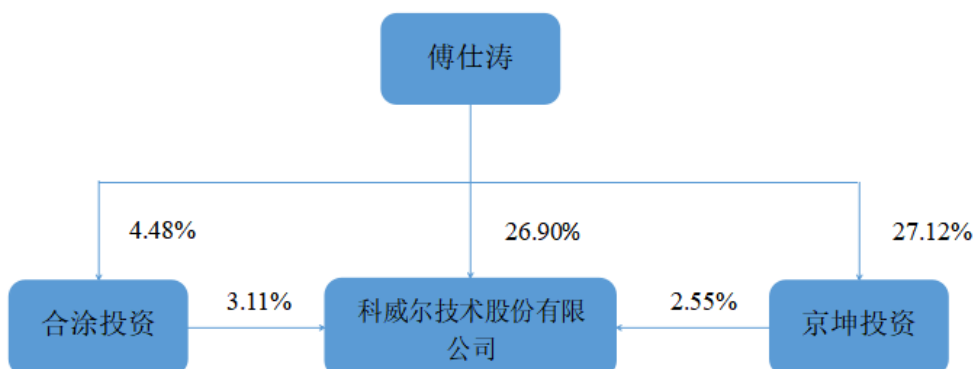 傅仕涛
4.48%
26.90%
27.12%
合涂投资
3.11%
科威尔技术股份有限
公司
2.55%
京坤投资